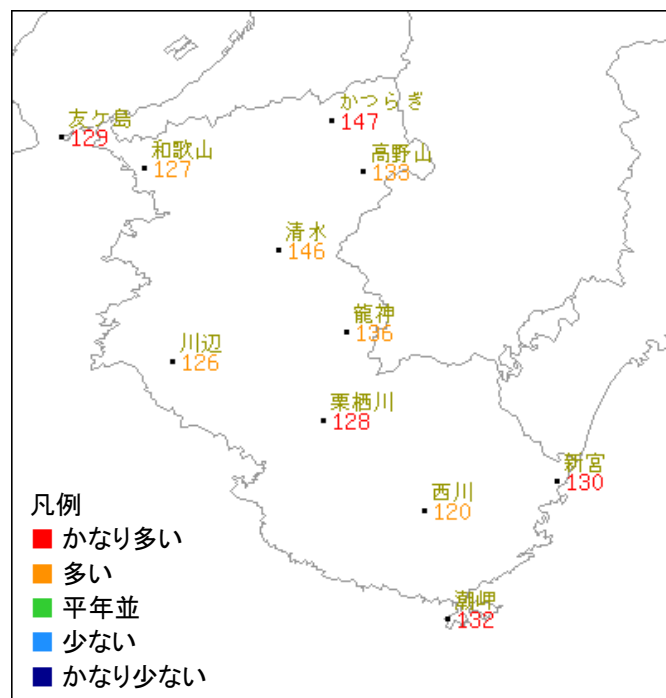 かつらぎ
147
友ケ島
129
和歌山
127
高野山
133
清水
146
龍神
136
川辺
126
栗栖川
128
新宮
130
西川
120
潮岬
132
凡例
かなり多い
多い
平年並
少ない
かなり少ない